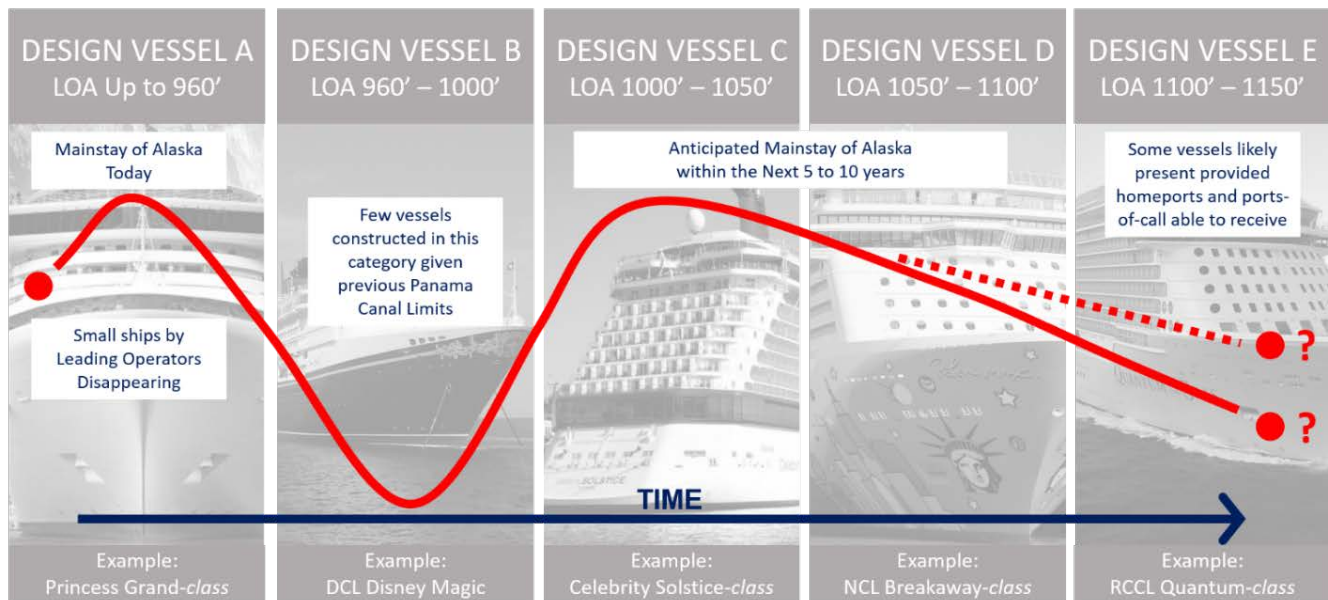 DESIGN VESSEL A
LOA Up to 960’
DESIGN VESSEL B
LOA 960’ – 1000’
DESIGN VESSEL C
LOA 1000’ – 1050’
DESIGN VESSEL D
LOA 1050’ – 1100’
DESIGN VESSEL E
LOA 1100’ – 1150’
Mainstay of Alaska
Today
Small ships by
Leading Operators
Disappearing
Few vessels
constructed in this
category given
previous Panama
Canal Limits
Anticipated Mainstay of Alaska
within the Next 5 to 10 years
Some vessels likely
present provided
homeports and ports-
of-call able to receive
?
?
SOLSTICE
TIME
Example:
Princess Grand-class
Example:
DCL Disney Magic
Example:
Celebrity Solstice-class
Example:
NCL Breakaway-class
Example:
RCCL Quantum-class